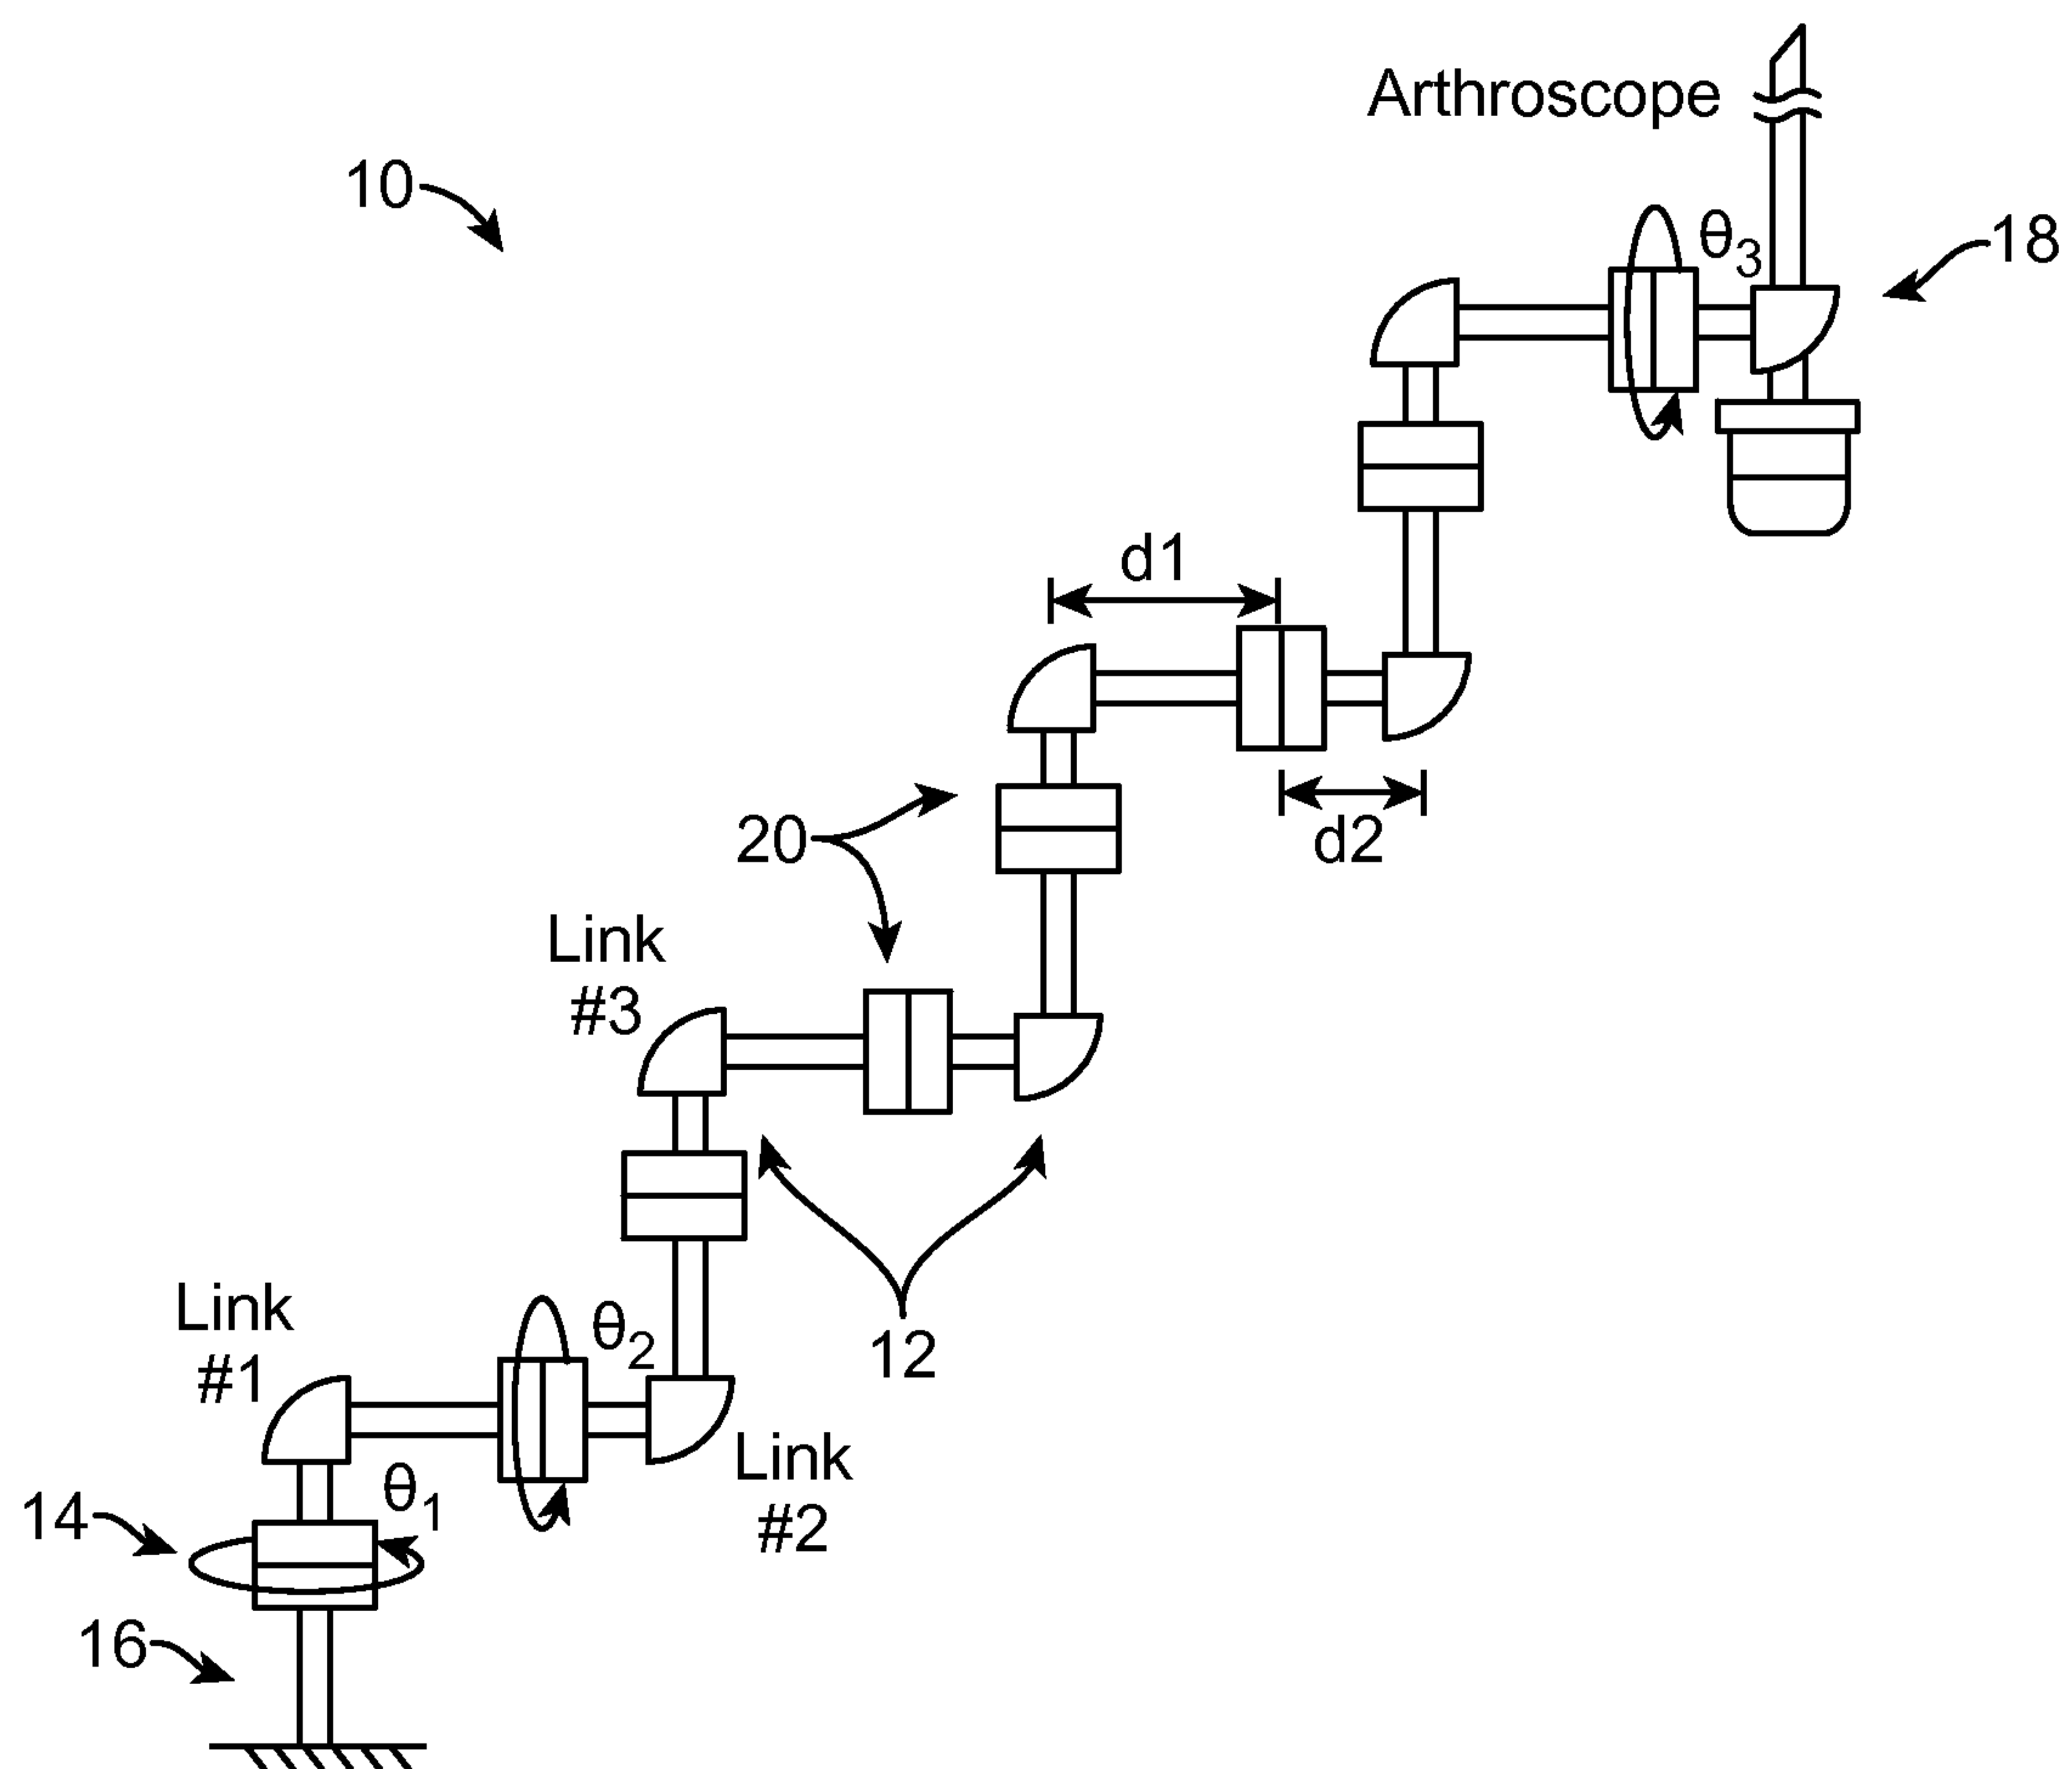 Arthroscope
10
θ3
18
d1
20
d2
Link
#3
Link
#1
θ2
12
Link
#2
θ1
14
16